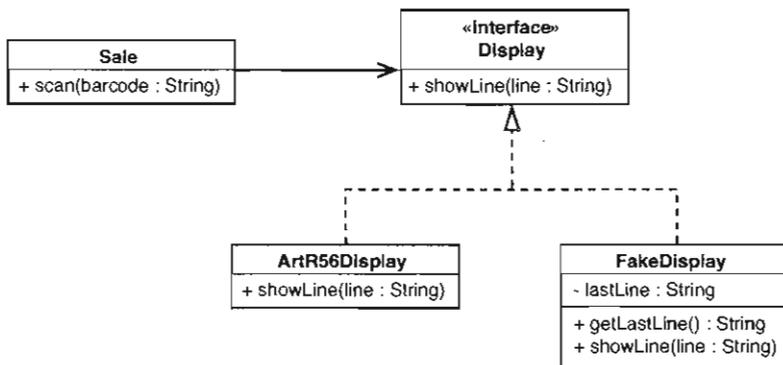 Sale
+ scan(barcode : String)
«interface»
Display
+ showLine(line : String)
ArtR56Display
+ showLine(line : String)
FakeDisplay
- lastLine : String
+ getLastLine() : String
+ showLine(line : String)